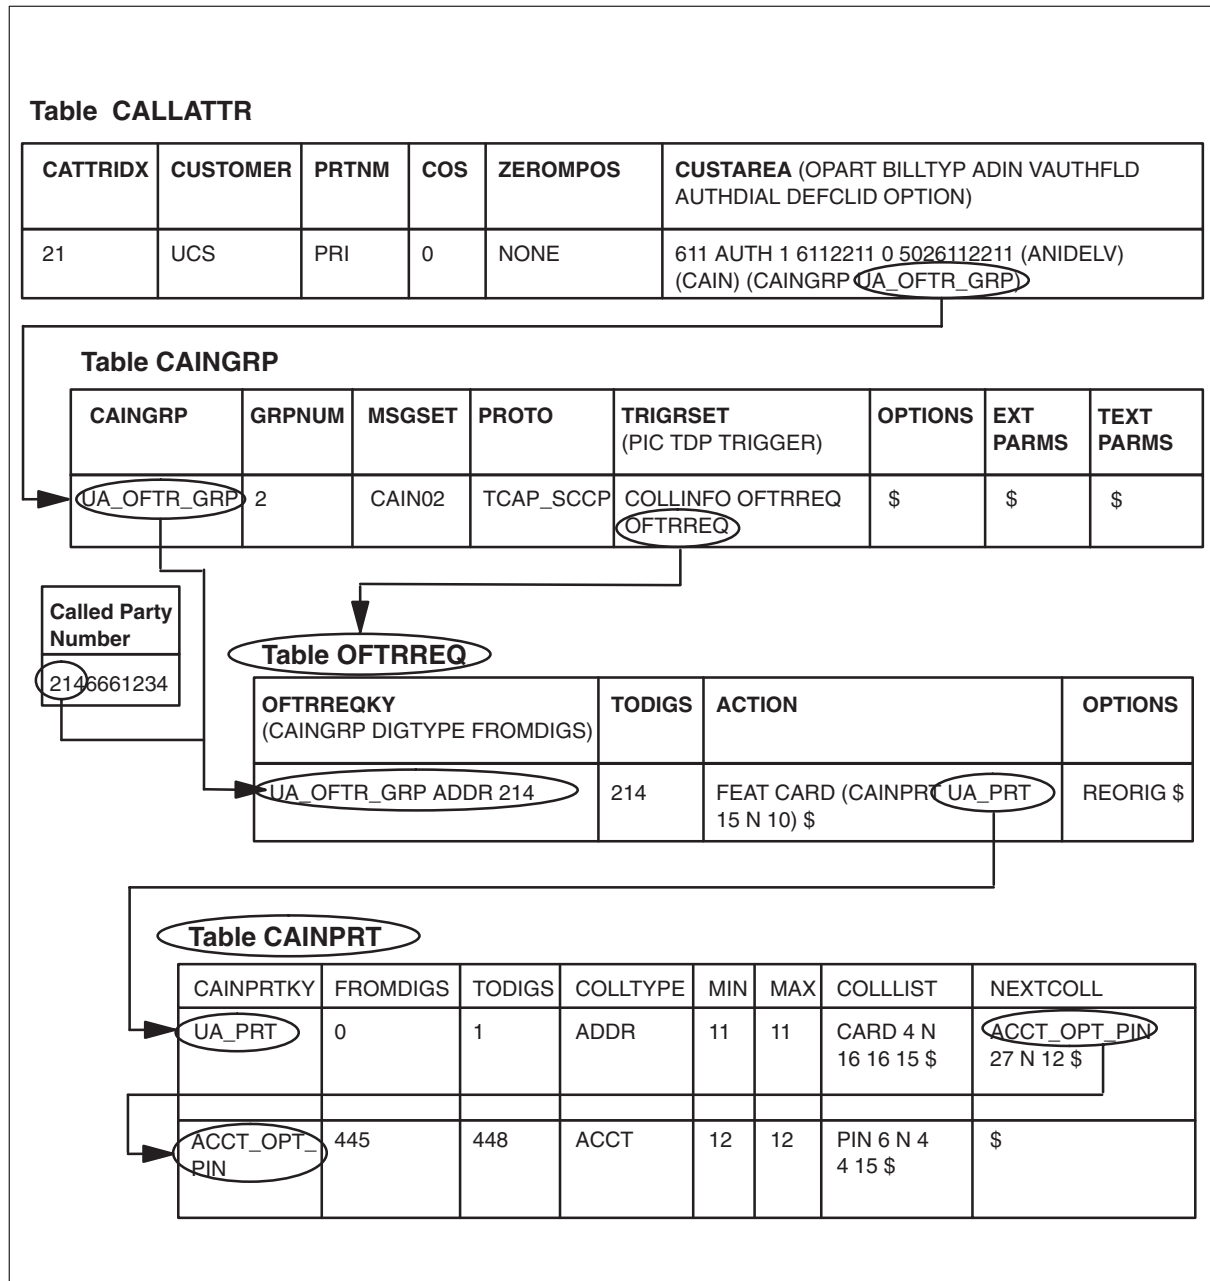 Table CALLATTR
CATTRIDX CUSTOMER PRTNM COS ZEROMPOS CUSTAREA (OPART BILLTYP ADIN VAUTHFLD
AUTHDIAL DEFCLID OPTION)
21 UCS PRI 0 NONE 611 AUTH 1 6112211 0 5026112211 (ANIDELV)
(CAIN) (CAINGRP UA_OFTR_GRP)
Table CAINGRP
CAINGRP GRPNUM MSGSET PROTO TRIGRSET OPTIONS EXT TEXT
(PIC TDP TRIGGER) PARMS PARMS
UA_OFTR_GRP 2 CAIN02 TCAP_SCCP COLLINFO OFTRREQ $ $ $
OFTRREQ
Called Party
Number
2146661234
Table OFTRREQ
OFTRREQKY TODIGS ACTION OPTIONS
(CAINGRP DIGTYPE FROMDIGS)
UA_OFTR_GRP ADDR 214 214 FEAT CARD (CAINPRT UA_PRT REORIG $
15 N 10) $
Table CAINPRT
CAINPRTKY FROMDIGS TODIGS COLLTYPE MIN MAX COLLLIST NEXTCOLL
UA_PRT 0 1 ADDR 11 11 CARD 4 N ACCT_OPT_PIN
16 16 15 $ 27 N 12 $
ACCT_OPT_ 445 448 ACCT 12 12 PIN 6 N 4 $
PIN 4 15 $